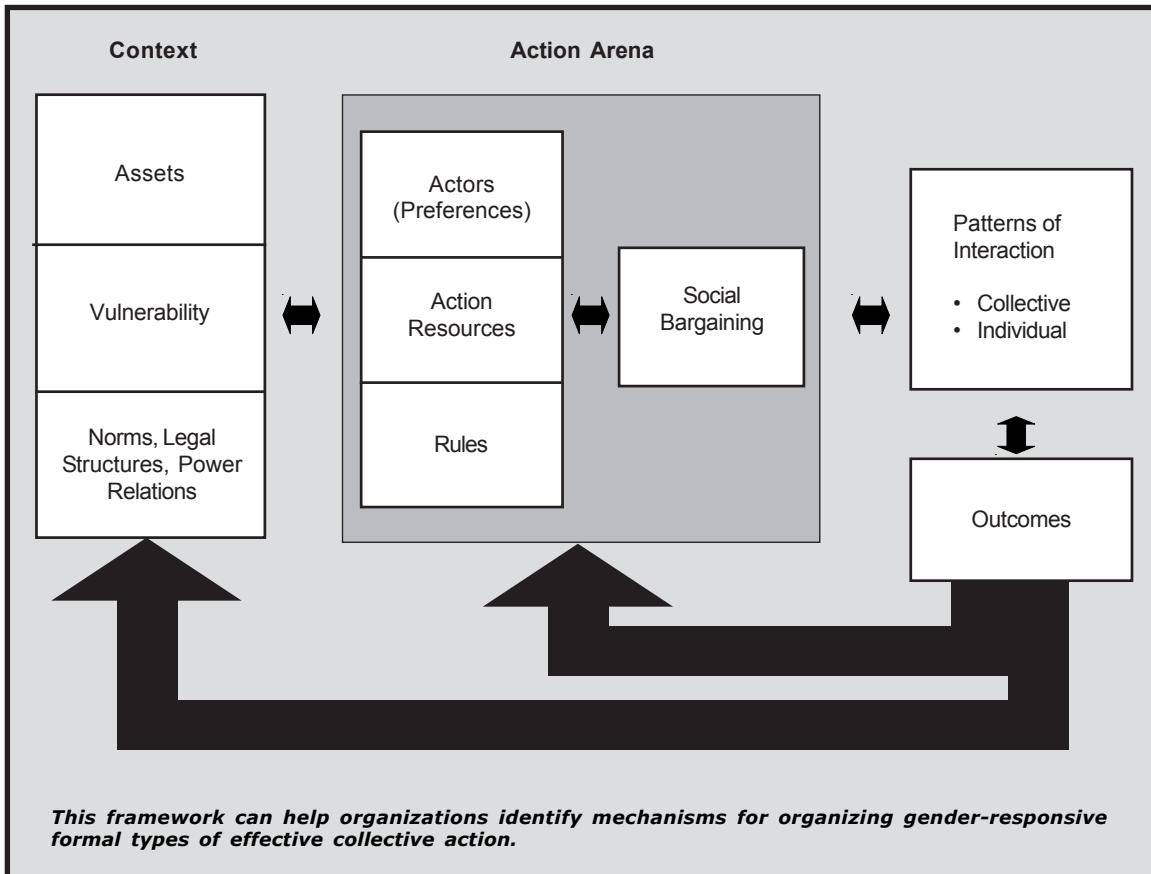 Context
Action Arena
Assets
Vulnerability
Norms, Legal
Structures, Power
Relations
Actors
(Preferences)
Action
Resources
Rules
Social
Bargaining
Patterns of
Interaction
• Collective
• Individual
Outcomes
This framework can help organizations identify mechanisms for organizing gender-responsive
formal types of effective collective action.